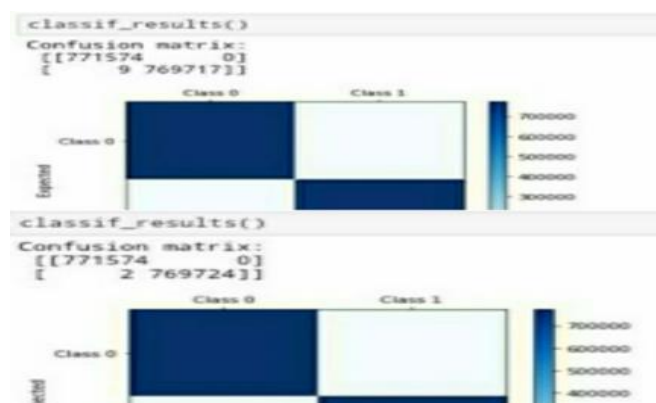 classif_results()
Confusion matrix:
[[771574 0]
[ 9 769717]]
Class 0 Class 1
700000
600000
Class 0
500000
400000
Expected
300000
classif_results()
Confusion matrix:
[[771574 0]
[ 2 769724]]
Class 0 Class 1
700000
600000
Class 0
500000
400000